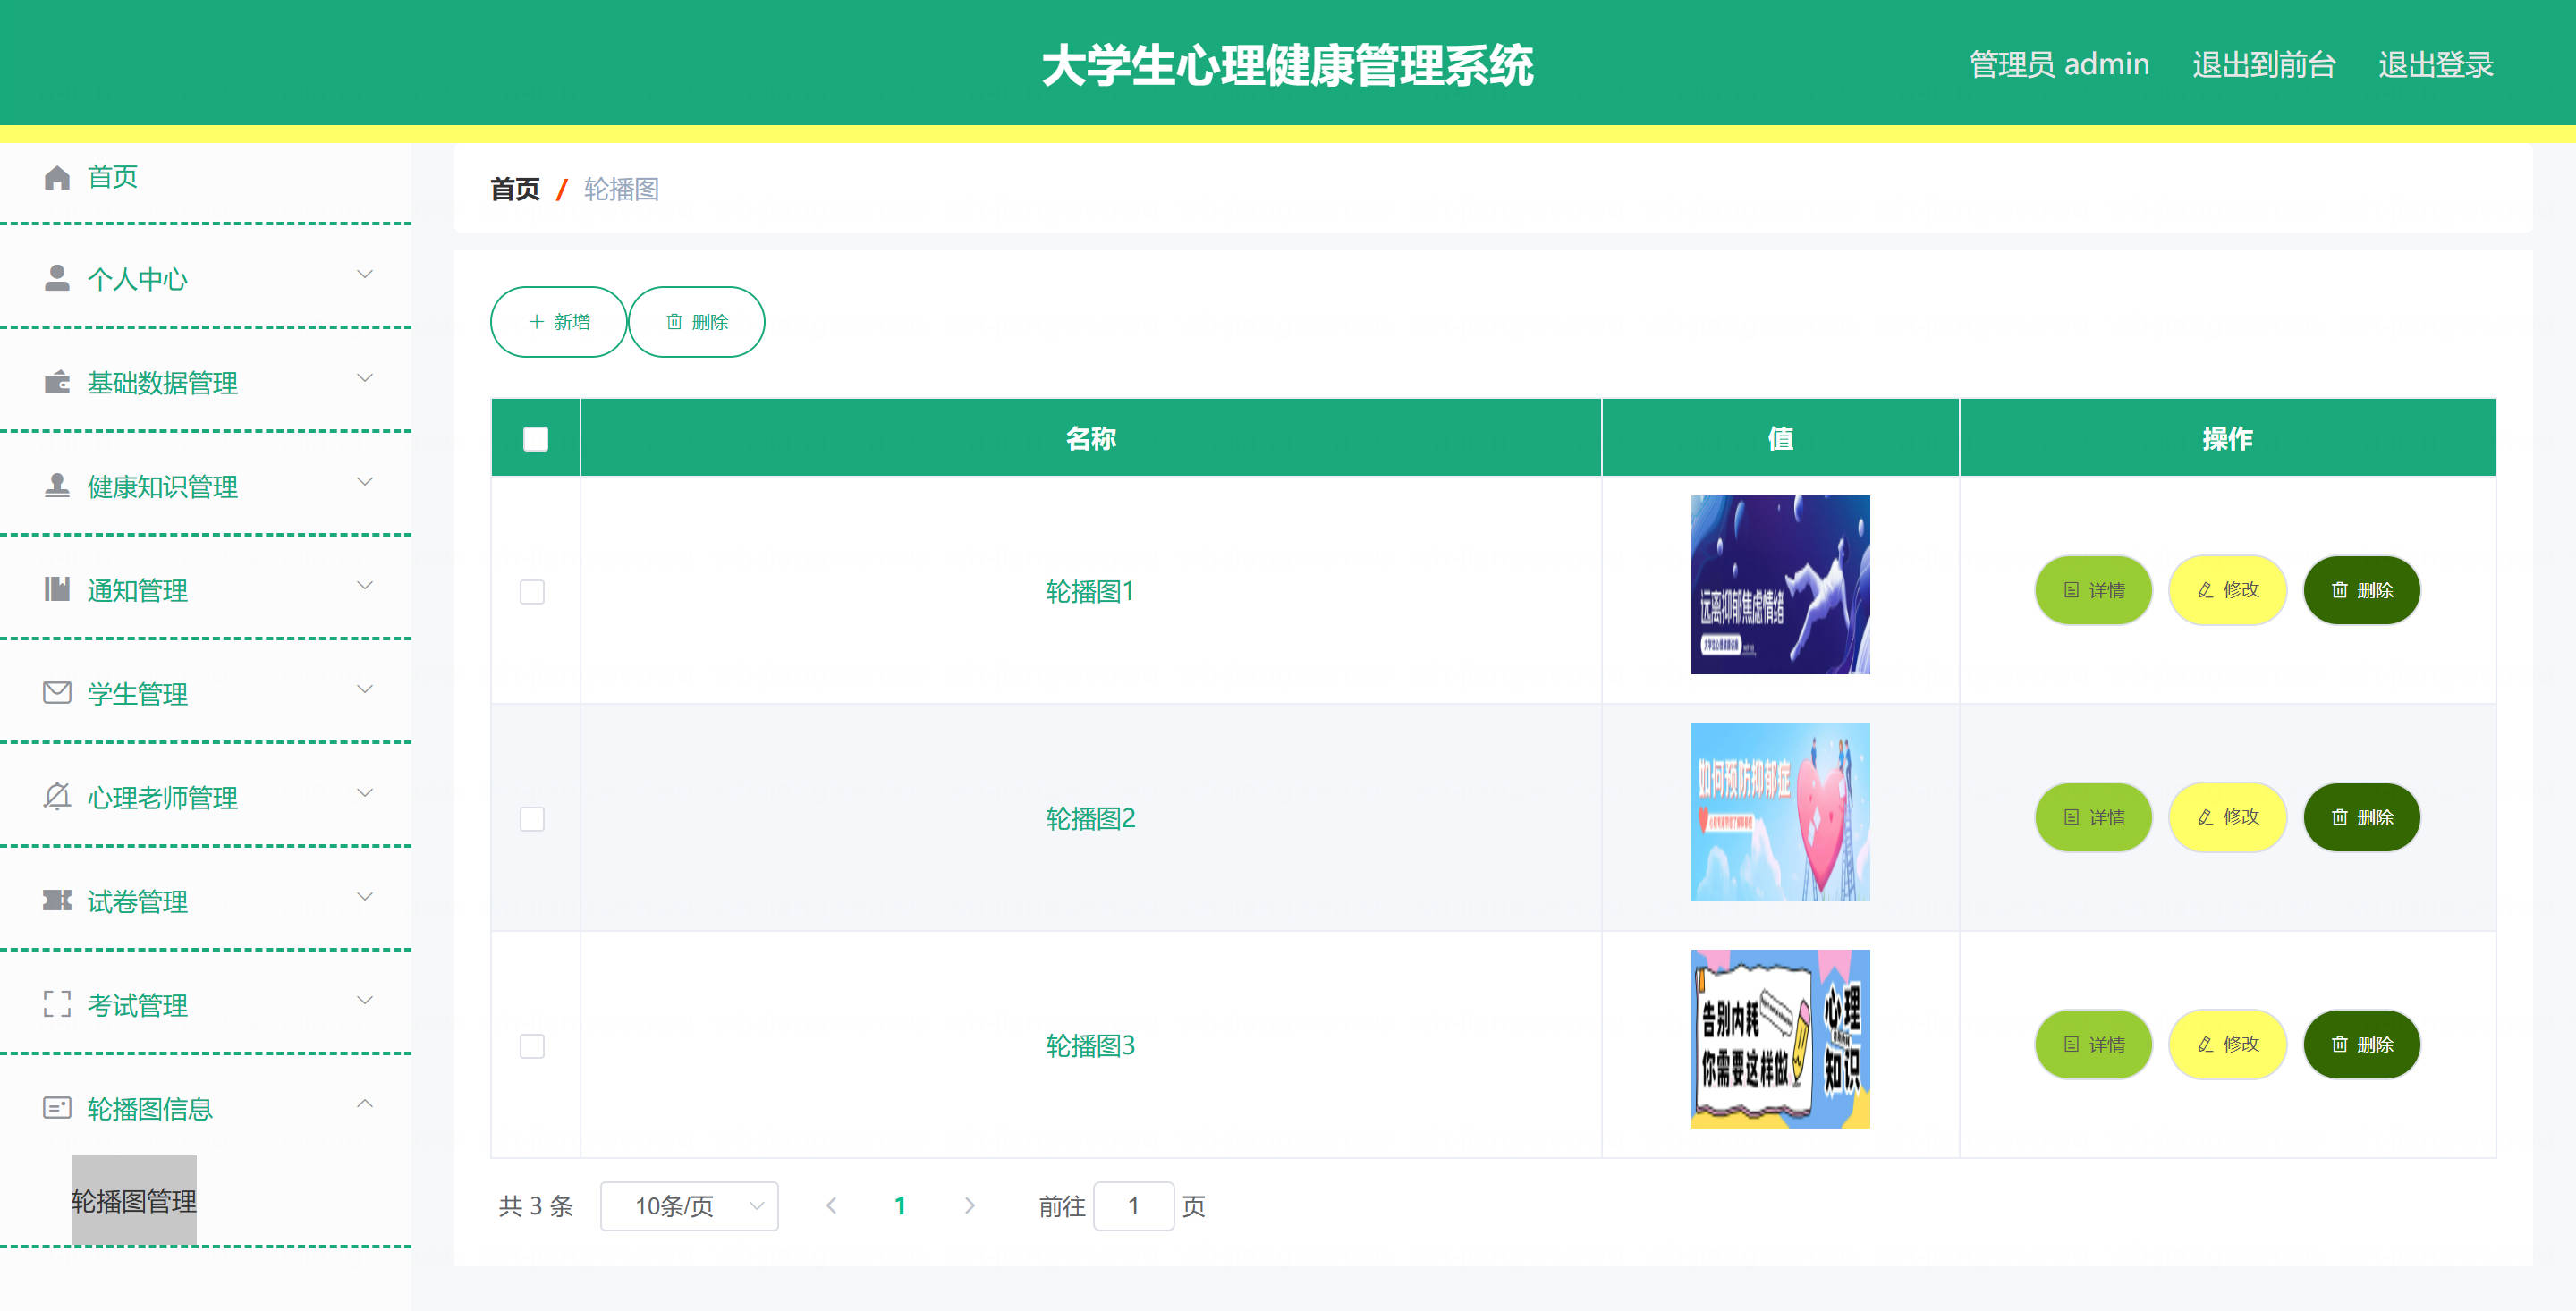 大学生心理健康管理系统
管理员 admin 退出到前台 退出登录
首页
个人中心
基础数据管理
健康知识管理
通知管理
学生管理
心理老师管理
试卷管理
考试管理
轮播图信息
轮播图管理
首页 / 轮播图
新增 删除
名称 值 操作
轮播图1
远离抑郁焦虑情绪
详情 修改 删除
轮播图2
如何预防抑郁症
详情 修改 删除
轮播图3
告别内耗
你需要这样做
心理
知识
详情 修改 删除
共 3 条 10条/页 1 前往 1 页